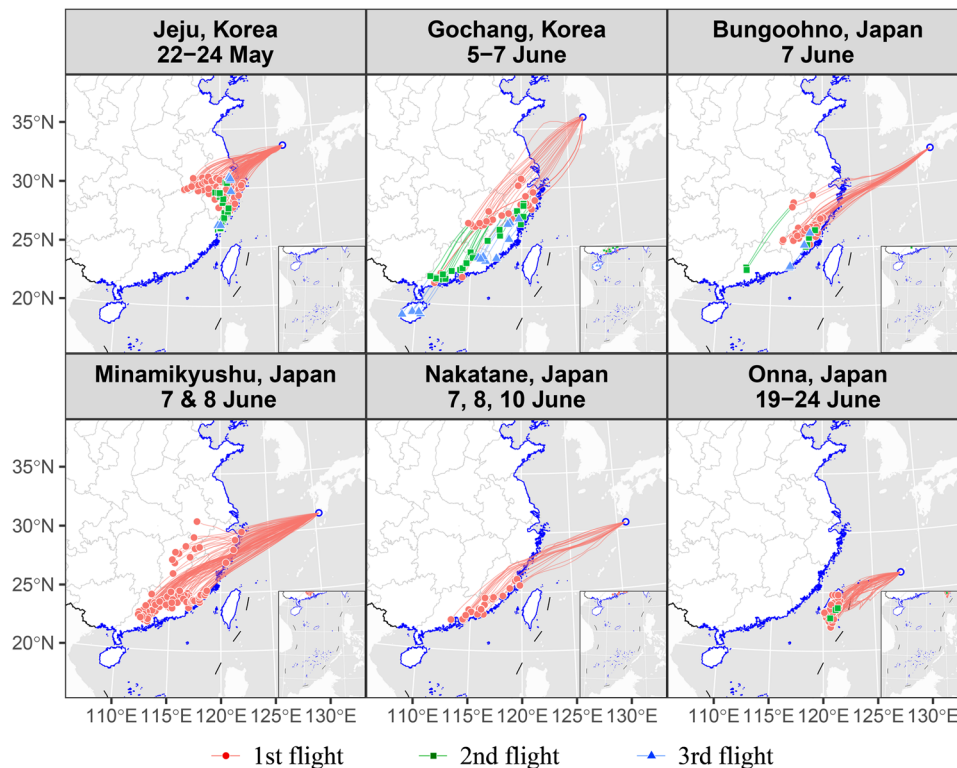 Jeju, Korea
22−24 May
Gochang, Korea
5−7 June
Bungoohno, Japan
7 June
35°N
30°N
25°N
20°N
Minamikyushu, Japan
7 & 8 June
Nakatane, Japan
7, 8, 10 June
Onna, Japan
19−24 June
35°N
30°N
25°N
20°N
110°E 115°E 120°E 125°E 130°E 110°E 115°E 120°E 125°E 130°E 110°E 115°E 120°E 125°E 130°E
1st flight 2nd flight 3rd flight